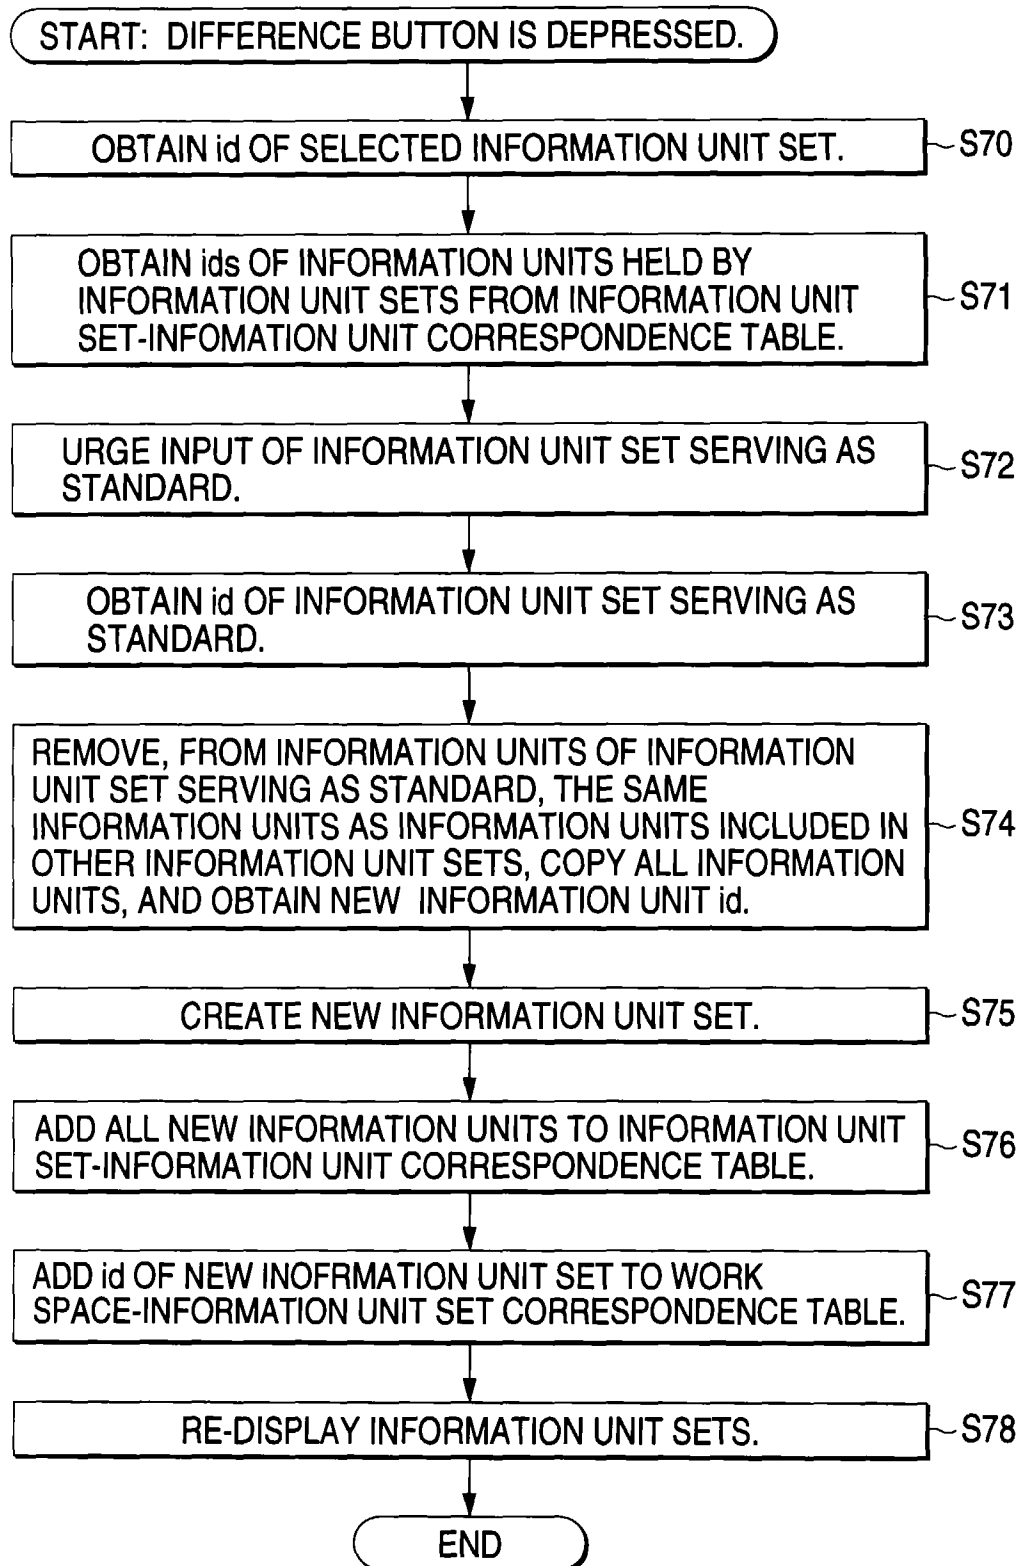 START: DIFFERENCE BUTTON IS DEPRESSED.
OBTAIN id OF SELECTED INFORMATION UNIT SET.
S70
OBTAIN ids OF INFORMATION UNITS HELD BY
INFORMATION UNIT SETS FROM INFORMATION UNIT
SET-INFOMATION UNIT CORRESPONDENCE TABLE.
S71
URGE INPUT OF INFORMATION UNIT SET SERVING AS
STANDARD.
S72
OBTAIN id OF INFORMATION UNIT SET SERVING AS
STANDARD.
S73
REMOVE, FROM INFORMATION UNITS OF INFORMATION
UNIT SET SERVING AS STANDARD, THE SAME
INFORMATION UNITS AS INFORMATION UNITS INCLUDED IN
OTHER INFORMATION UNIT SETS, COPY ALL INFORMATION
UNITS, AND OBTAIN NEW INFORMATION UNIT id.
S74
CREATE NEW INFORMATION UNIT SET.
S75
ADD ALL NEW INFORMATION UNITS TO INFORMATION UNIT
SET-INFORMATION UNIT CORRESPONDENCE TABLE.
S76
ADD id OF NEW INOFRMATION UNIT SET TO WORK
SPACE-INFORMATION UNIT SET CORRESPONDENCE TABLE.
S77
RE-DISPLAY INFORMATION UNIT SETS.
S78
END